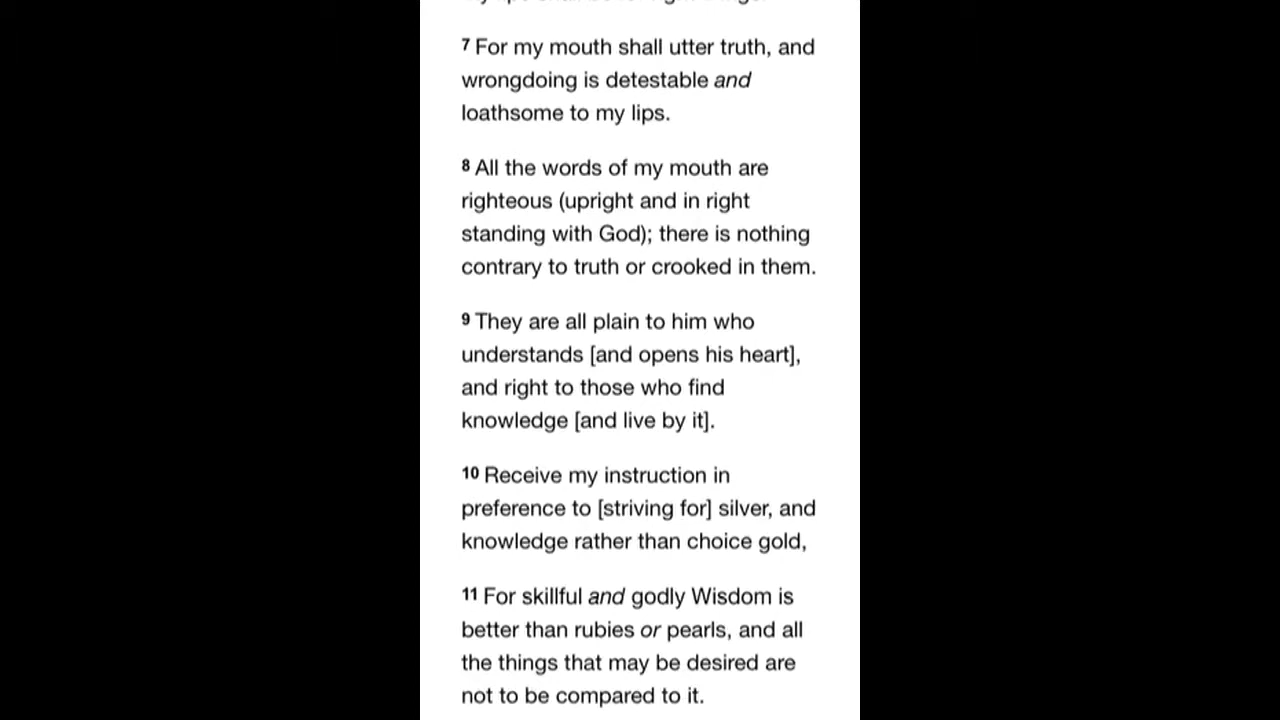 7 For my mouth shall utter truth, and
wrongdoing is detestable and
loathsome to my lips.
8 All the words of my mouth are
righteous (upright and in right
standing with God); there is nothing
contrary to truth or crooked in them.
9 They are all plain to him who
understands [and opens his heart],
and right to those who find
knowledge [and live by it].
10 Receive my instruction in
preference to [striving for] silver, and
knowledge rather than choice gold,
11 For skillful and godly Wisdom is
better than rubies or pearls, and all
the things that may be desired are
not to be compared to it.